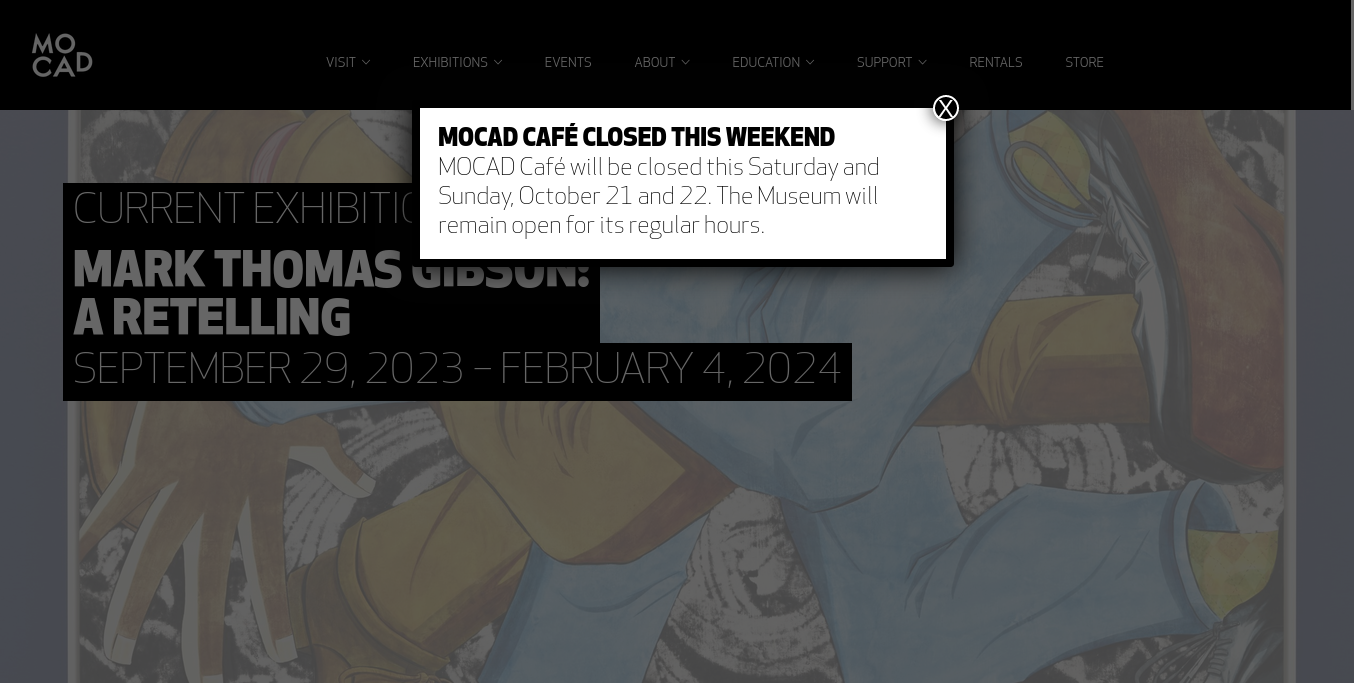 MO
CAD
VISIT EXHIBITIONS EVENTS ABOUT EDUCATION SUPPORT RENTALS STORE
X
MOCAD CAFÉ CLOSED THIS WEEKEND
MOCAD Café will be closed this Saturday and
Sunday, October 21 and 22. The Museum will
remain open for its regular hours.
CURRENT EXHIBITIO
MARK THOMAS GIBSON:
A RETELLING
SEPTEMBER 29, 2023 – FEBRUARY 4, 2024